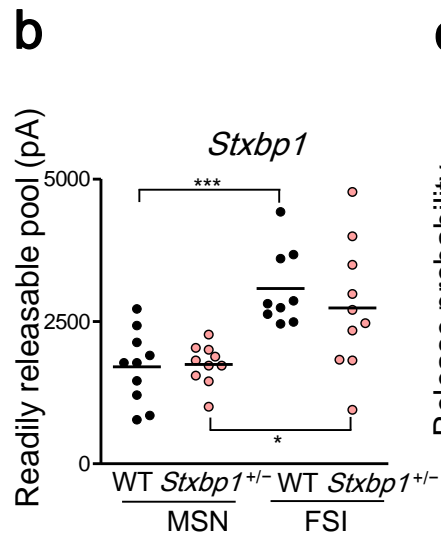 b
Stxbp1
Readily releasable pool (pA)
5000
2500
0
***
*
WT Stxbp1+/− WT Stxbp1+/−
MSN FSI